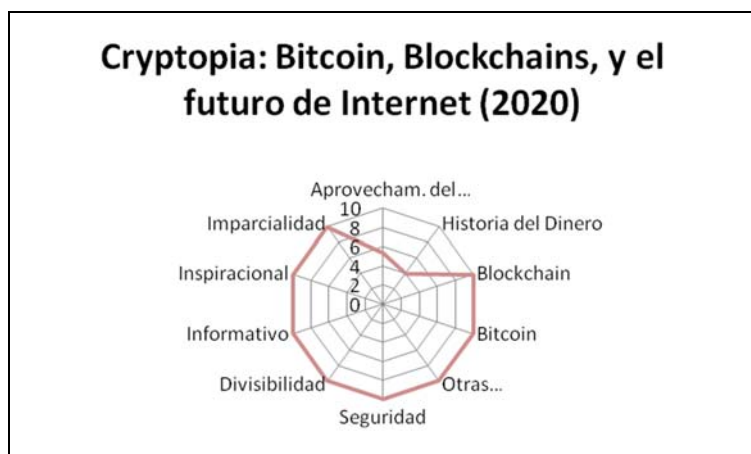 Cryptopia: Bitcoin, Blockchains, y el
futuro de Internet (2020)
Aprovecham. del...
10
8
6
4
2
0
Historia del Dinero
Blockchain
Bitcoin
Otras...
Seguridad
Divisibilidad
Informativo
Inspiracional
Imparcialidad